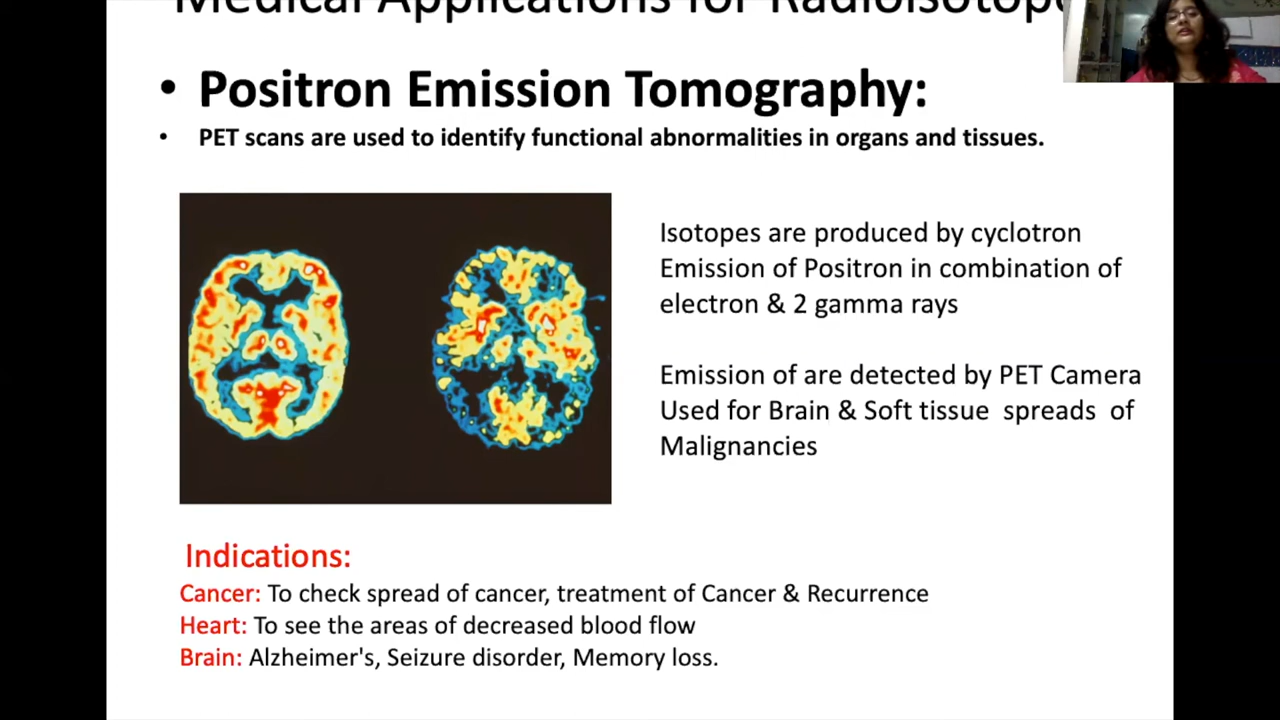 Medical Applications for Radioisotope
• Positron Emission Tomography:
• PET scans are used to identify functional abnormalities in organs and tissues.
Isotopes are produced by cyclotron
Emission of Positron in combination of
electron & 2 gamma rays
Emission of are detected by PET Camera
Used for Brain & Soft tissue spreads of
Malignancies
Indications:
Cancer: To check spread of cancer, treatment of Cancer & Recurrence
Heart: To see the areas of decreased blood flow
Brain: Alzheimer's, Seizure disorder, Memory loss.